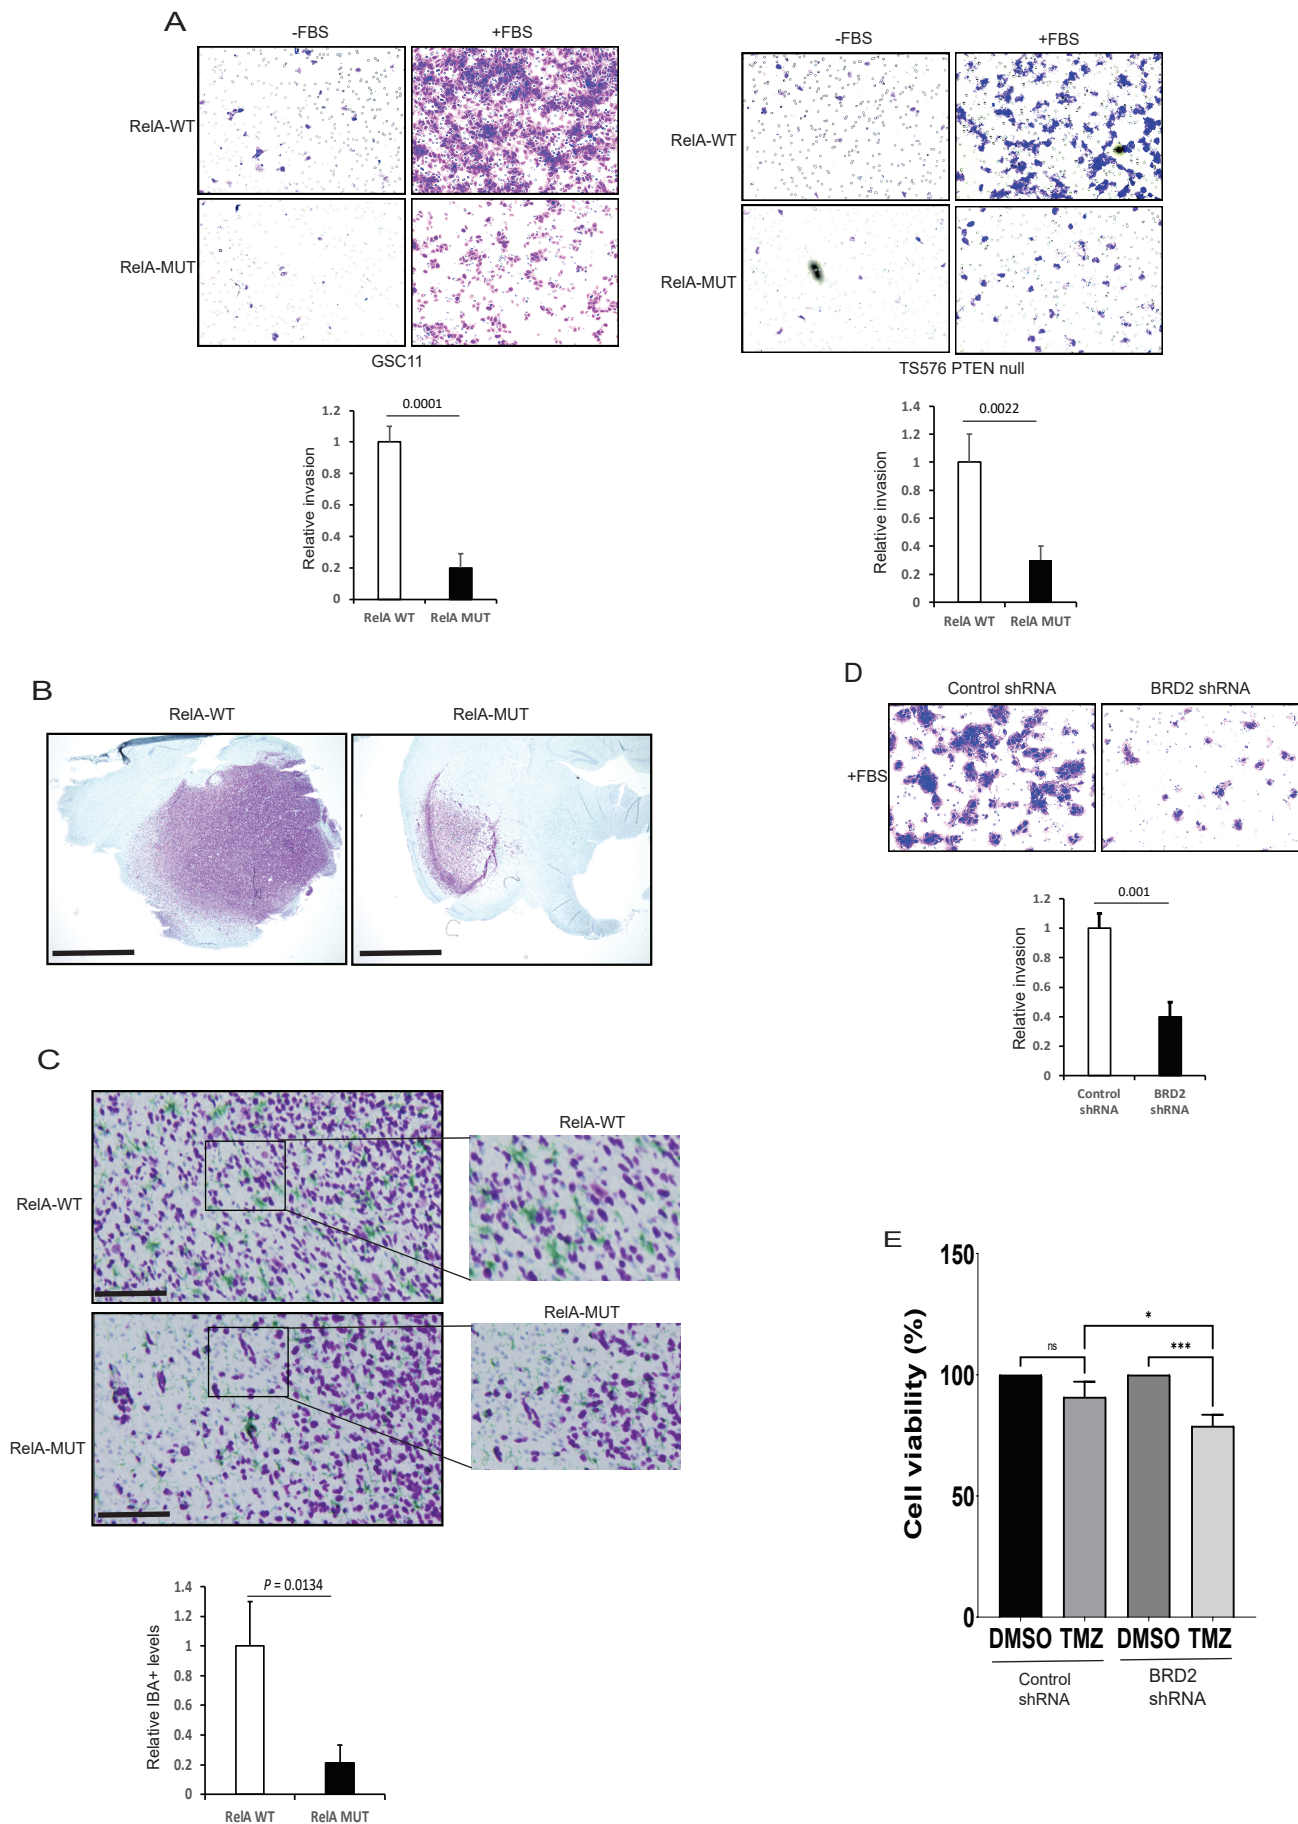 A
-FBS
+FBS
RelA-WT
RelA-MUT
GSC11
1.2
1
0.8
0.6
0.4
0.2
0
Relative invasion
0.0001
RelA WT
RelA MUT
-FBS
+FBS
RelA-WT
RelA-MUT
TS576 PTEN null
1.4
1.2
1
0.8
0.6
0.4
0.2
0
Relative invasion
0.0022
RelA WT
RelA MUT
B
RelA-WT
RelA-MUT
D
Control shRNA
BRD2 shRNA
+FBS
1.2
1
0.8
0.6
0.4
0.2
0
Relative invasion
0.001
Control
shRNA
BRD2
shRNA
C
RelA-WT
RelA-WT
RelA-MUT
RelA-MUT
1.4
1.2
1
0.8
0.6
0.4
0.2
0
Relative IBA+ levels
P = 0.0134
RelA WT
RelA MUT
E
150
100
50
0
Cell viability (%)
ns
*
***
DMSO TMZ DMSO TMZ
Control
shRNA
BRD2
shRNA